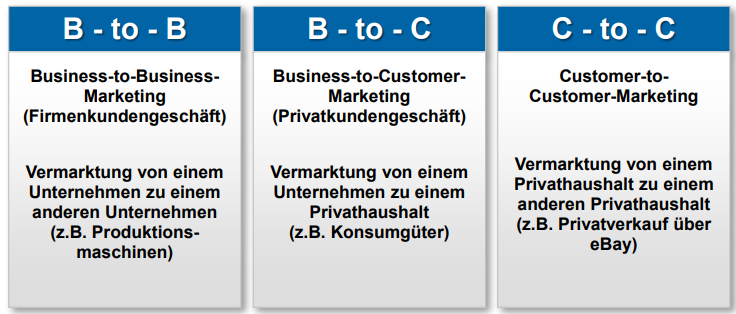 B - to - B
Business-to-Business-
Marketing
(Firmenkundengeschäft)
Vermarktung von einem
Unternehmen zu einem
anderen Unternehmen
(z.B. Produktions-
maschinen)
B - to - C
Business-to-Customer-
Marketing
(Privatkundengeschäft)
Vermarktung von einem
Unternehmen zu einem
Privathaushalt
(z.B. Konsumgüter)
C - to - C
Customer-to-
Customer-Marketing
Vermarktung von einem
Privathaushalt zu einem
anderen Privathaushalt
(z.B. Privatverkauf über
eBay)